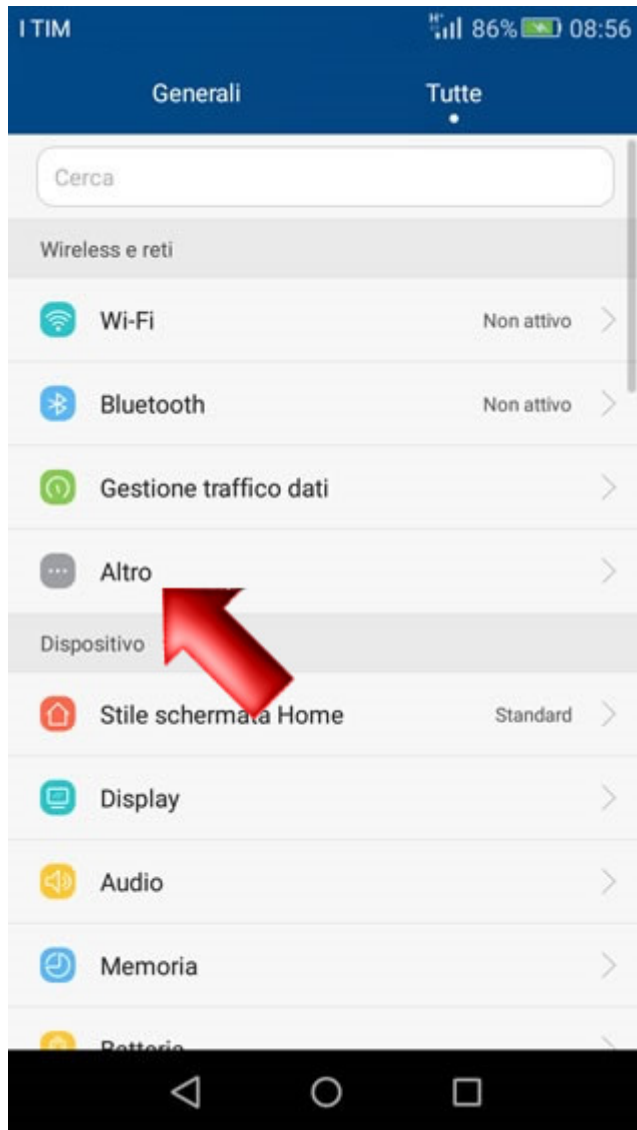 I TIM 86% 08:56
Generali Tutte
Cerca
Wireless e reti
Wi-Fi Non attivo
Bluetooth Non attivo
Gestione traffico dati
Altro
Dispositivo
Stile schermata Home Standard
Display
Audio
Memoria
Batteria